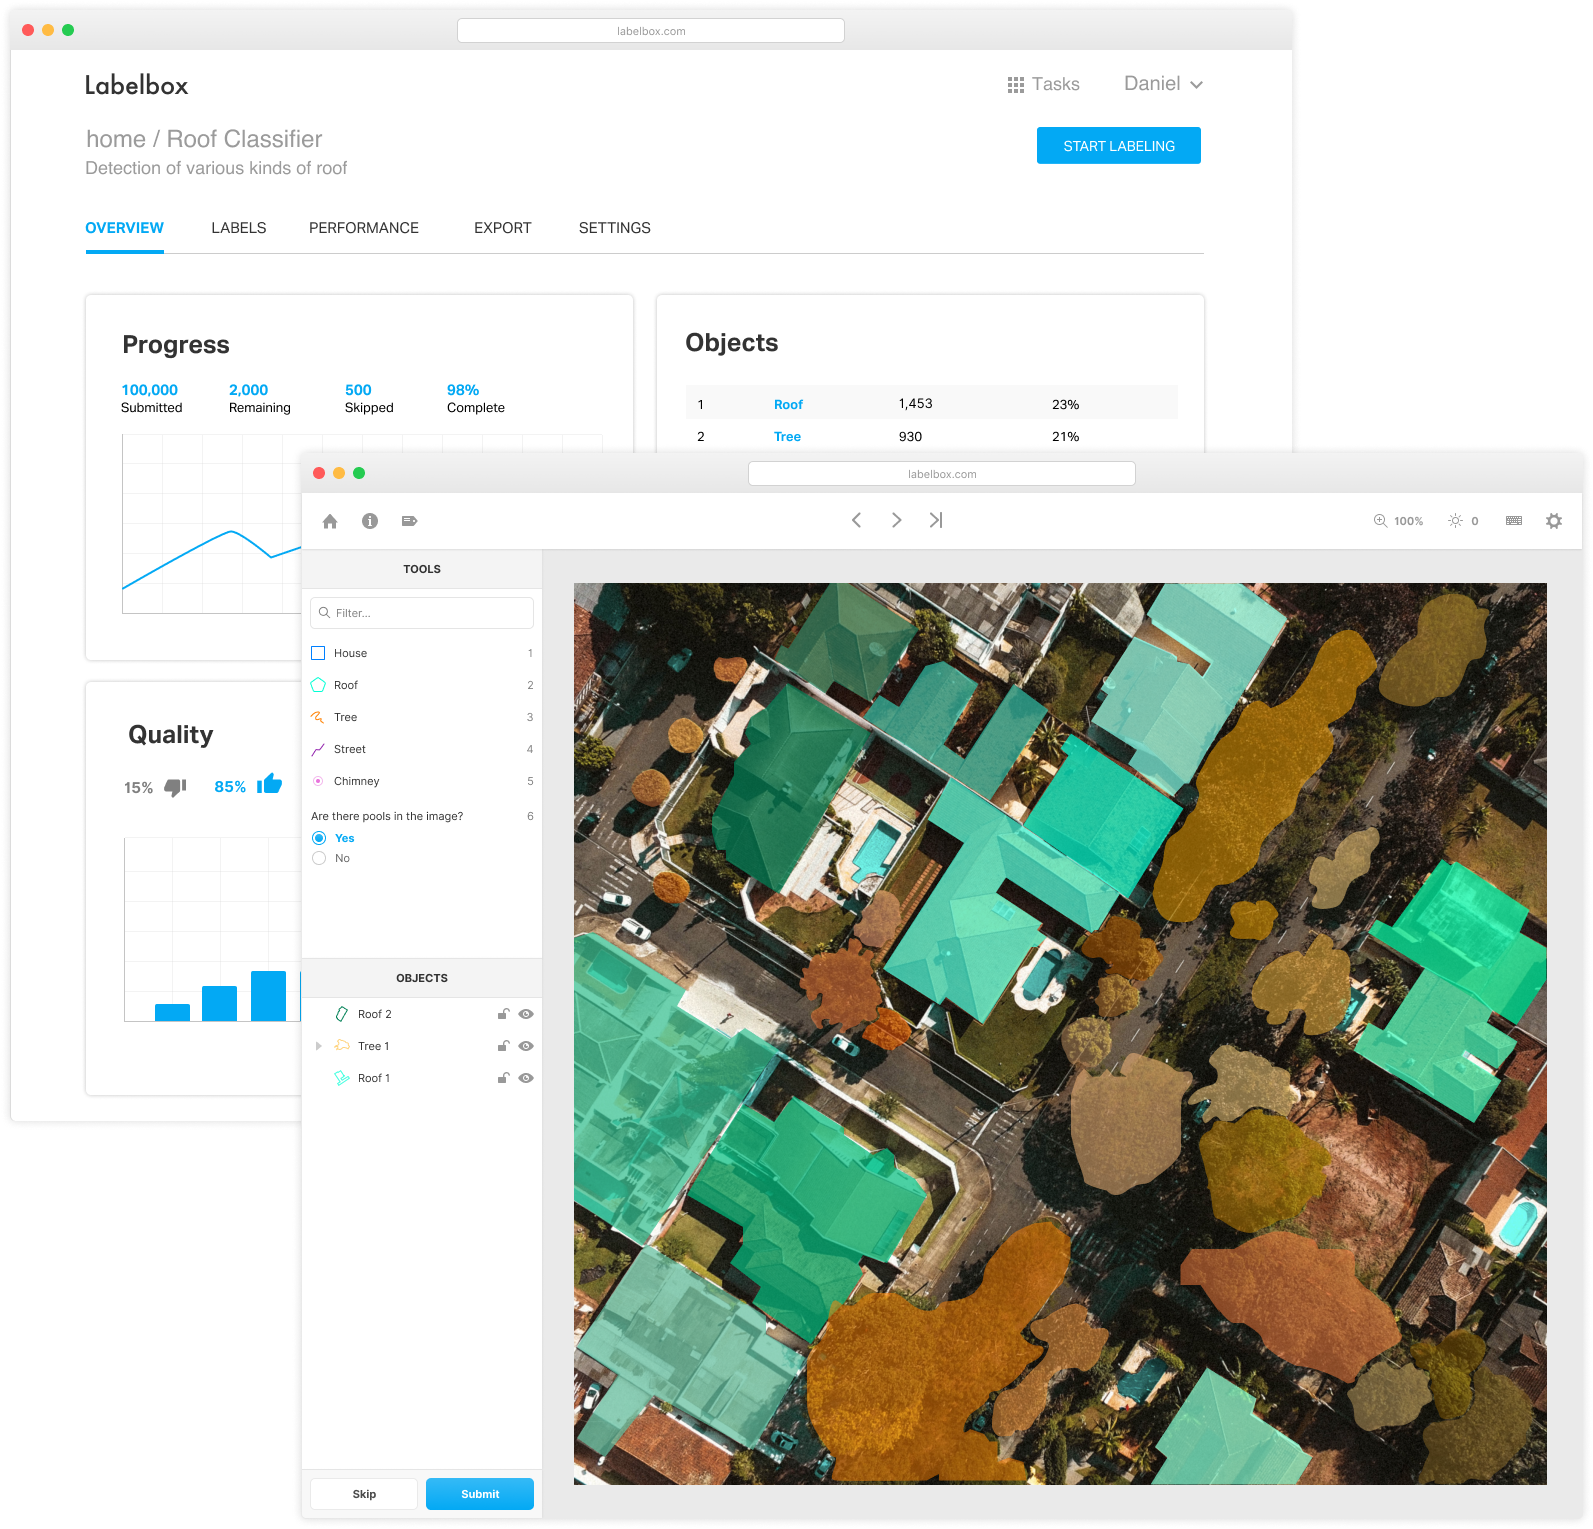 labelbox.com
Labelbox
Tasks
Daniel
home / Roof Classifier
Detection of various kinds of roof
START LABELING
OVERVIEW LABELS PERFORMANCE EXPORT SETTINGS
Progress
100,000 2,000 500 98%
Submitted Remaining Skipped Complete
Objects
1 Roof 1,453 23%
2 Tree 930 21%
Quality
15% 85%
labelbox.com
100% 0
TOOLS
Filter...
House 1
Roof 2
Tree 3
Street 4
Chimney 5
Are there pools in the image? 6
Yes
No
OBJECTS
Roof 2
Tree 1
Roof 1
Skip Submit